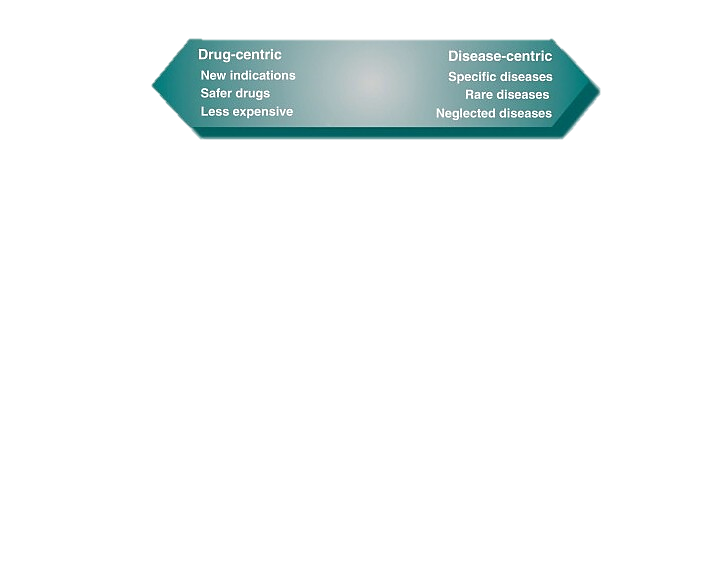 Drug-centric
New indications
Safer drugs
Less expensive
Disease-centric
Specific diseases
Rare diseases
Neglected diseases